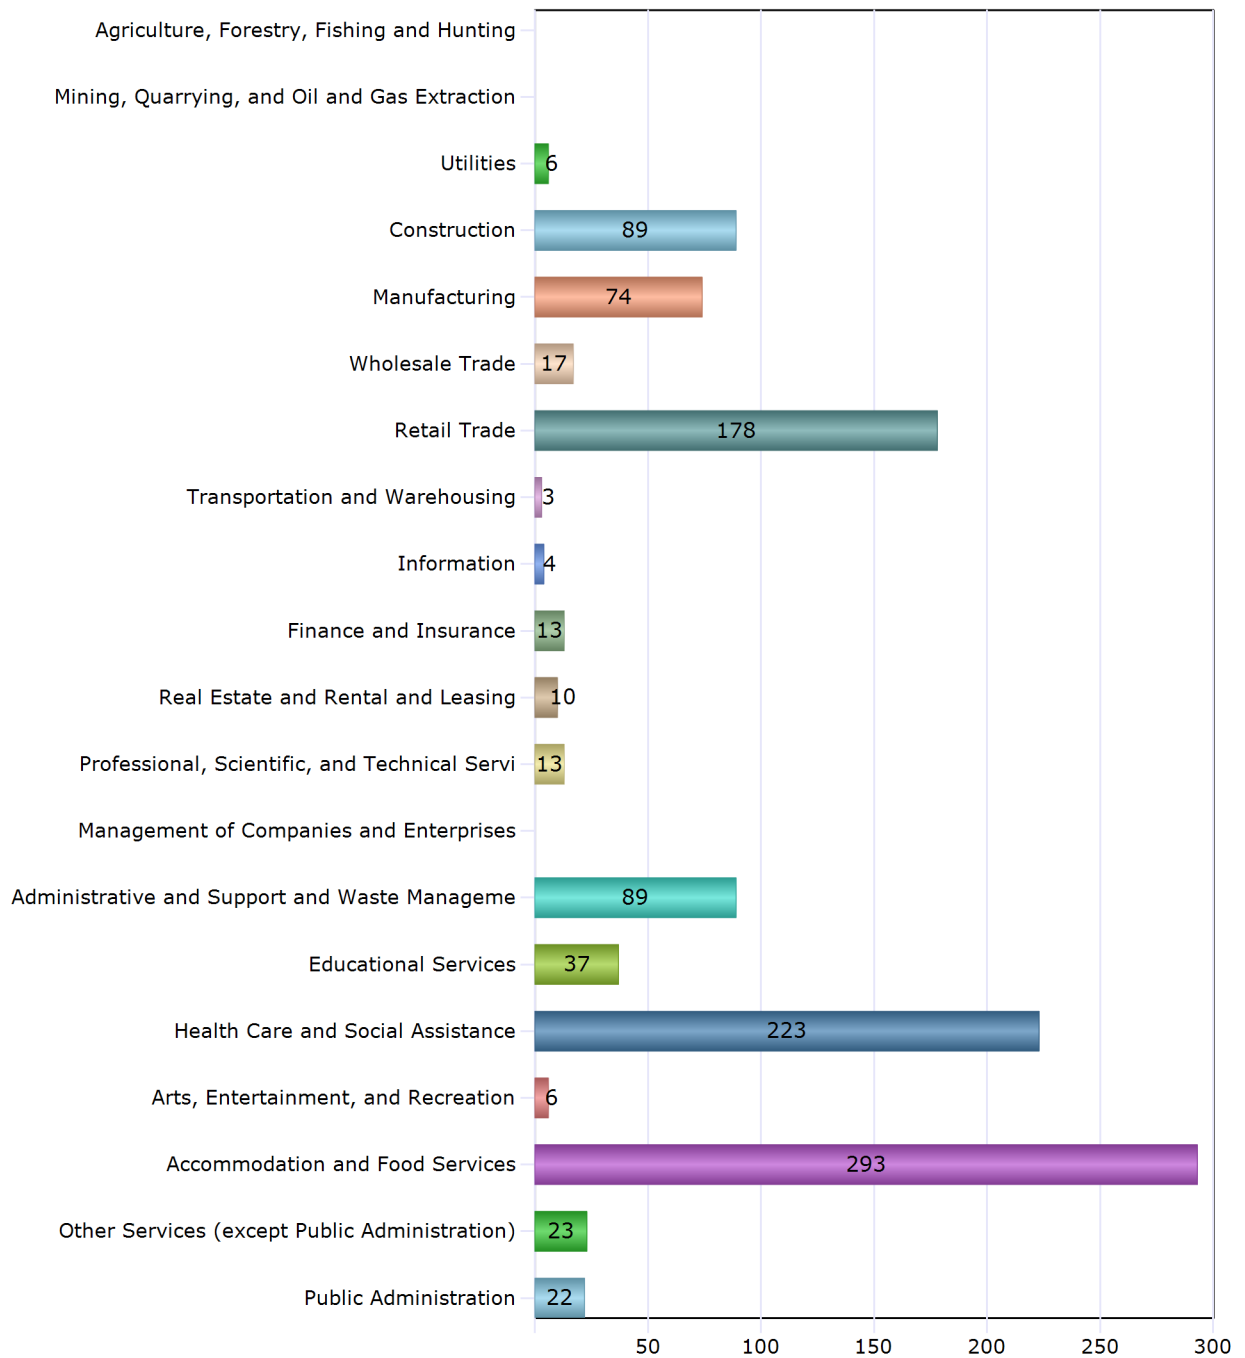 Agriculture, Forestry, Fishing and Hunting
Mining, Quarrying, and Oil and Gas Extraction
Utilities 6
Construction 89
Manufacturing 74
Wholesale Trade 17
Retail Trade 178
Transportation and Warehousing 3
Information 4
Finance and Insurance 13
Real Estate and Rental and Leasing 10
Professional, Scientific, and Technical Servi 13
Management of Companies and Enterprises
Administrative and Support and Waste Manageme 89
Educational Services 37
Health Care and Social Assistance 223
Arts, Entertainment, and Recreation 6
Accommodation and Food Services 293
Other Services (except Public Administration) 23
Public Administration 22
50 100 150 200 250 300